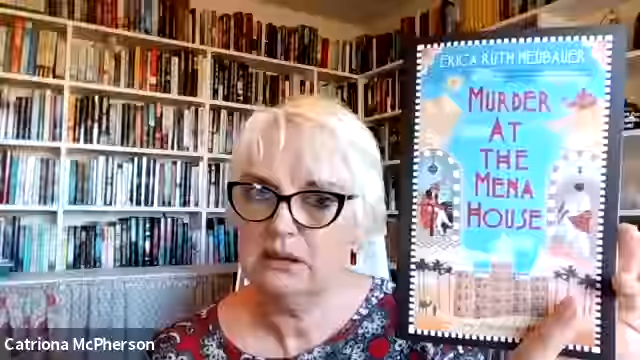 ERICA RUTH NEUBAUER
MURDER
AT
THE
MENA
HOUSE
Catriona McPherson